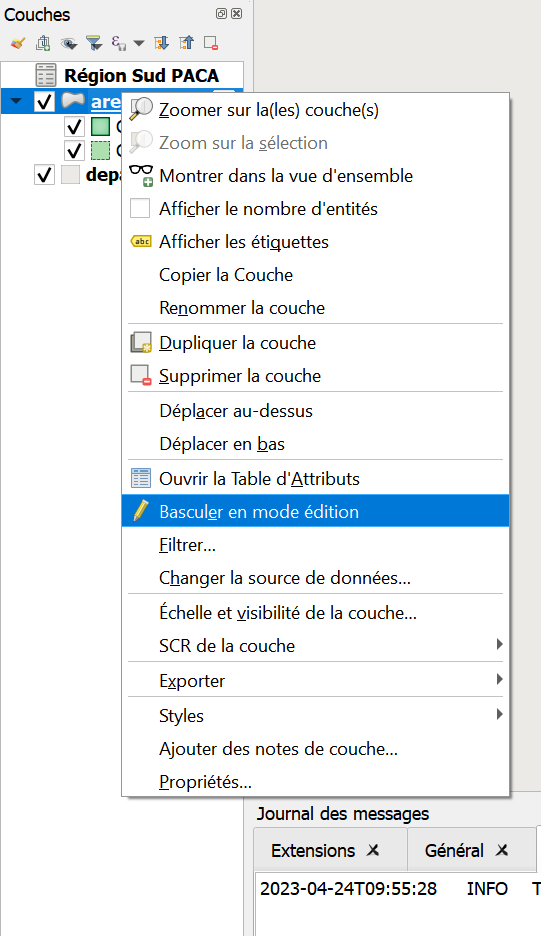 Couches
Région Sud PACA
Zoomer sur la(les) couche(s)
Zoom sur la sélection
Montrer dans la vue d'ensemble
Afficher le nombre d'entités
abc Afficher les étiquettes
Copier la Couche
Renommer la couche
Dupliquer la couche
Supprimer la couche
Déplacer au-dessus
Déplacer en bas
Ouvrir la Table d'Attributs
Basculer en mode édition
Filtrer...
Changer la source de données...
Échelle et visibilité de la couche...
SCR de la couche
Exporter
Styles
Ajouter des notes de couche...
Propriétés...
Journal des messages
Extensions Général
2023-04-24T09:55:28 INFO